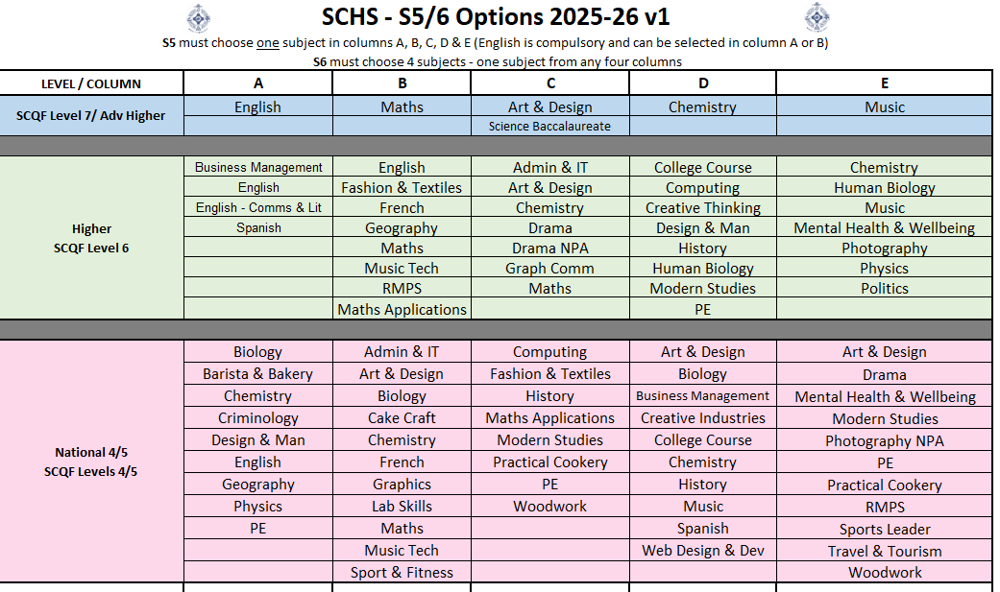 SCHS - S5/6 Options 2025-26 v1
S5 must choose one subject in columns A, B, C, D & E (English is compulsory and can be selected in column A or B)
S6 must choose 4 subjects - one subject from any four columns
LEVEL / COLUMN A B C D E
SCQF Level 7/ Adv Higher
English Maths Art & Design Chemistry Music
Science Baccalaureate
Higher
SCQF Level 6
Business Management English Admin & IT College Course Chemistry
English Fashion & Textiles Art & Design Computing Human Biology
English - Comms & Lit French Chemistry Creative Thinking Music
Spanish Geography Drama Design & Man Mental Health & Wellbeing
Maths Drama NPA History Photography
Music Tech Graph Comm Human Biology Physics
RMPS Maths Modern Studies Politics
Maths Applications PE
National 4/5
SCQF Levels 4/5
Biology Admin & IT Computing Art & Design Art & Design
Barista & Bakery Art & Design Fashion & Textiles Biology Drama
Chemistry Biology History Business Management Mental Health & Wellbeing
Criminology Cake Craft Maths Applications Creative Industries Modern Studies
Design & Man Chemistry Modern Studies College Course Photography NPA
English French Practical Cookery Chemistry PE
Geography Graphics PE History Practical Cookery
Physics Lab Skills Woodwork Music RMPS
PE Maths Spanish Sports Leader
Music Tech Web Design & Dev Travel & Tourism
Sport & Fitness Woodwork